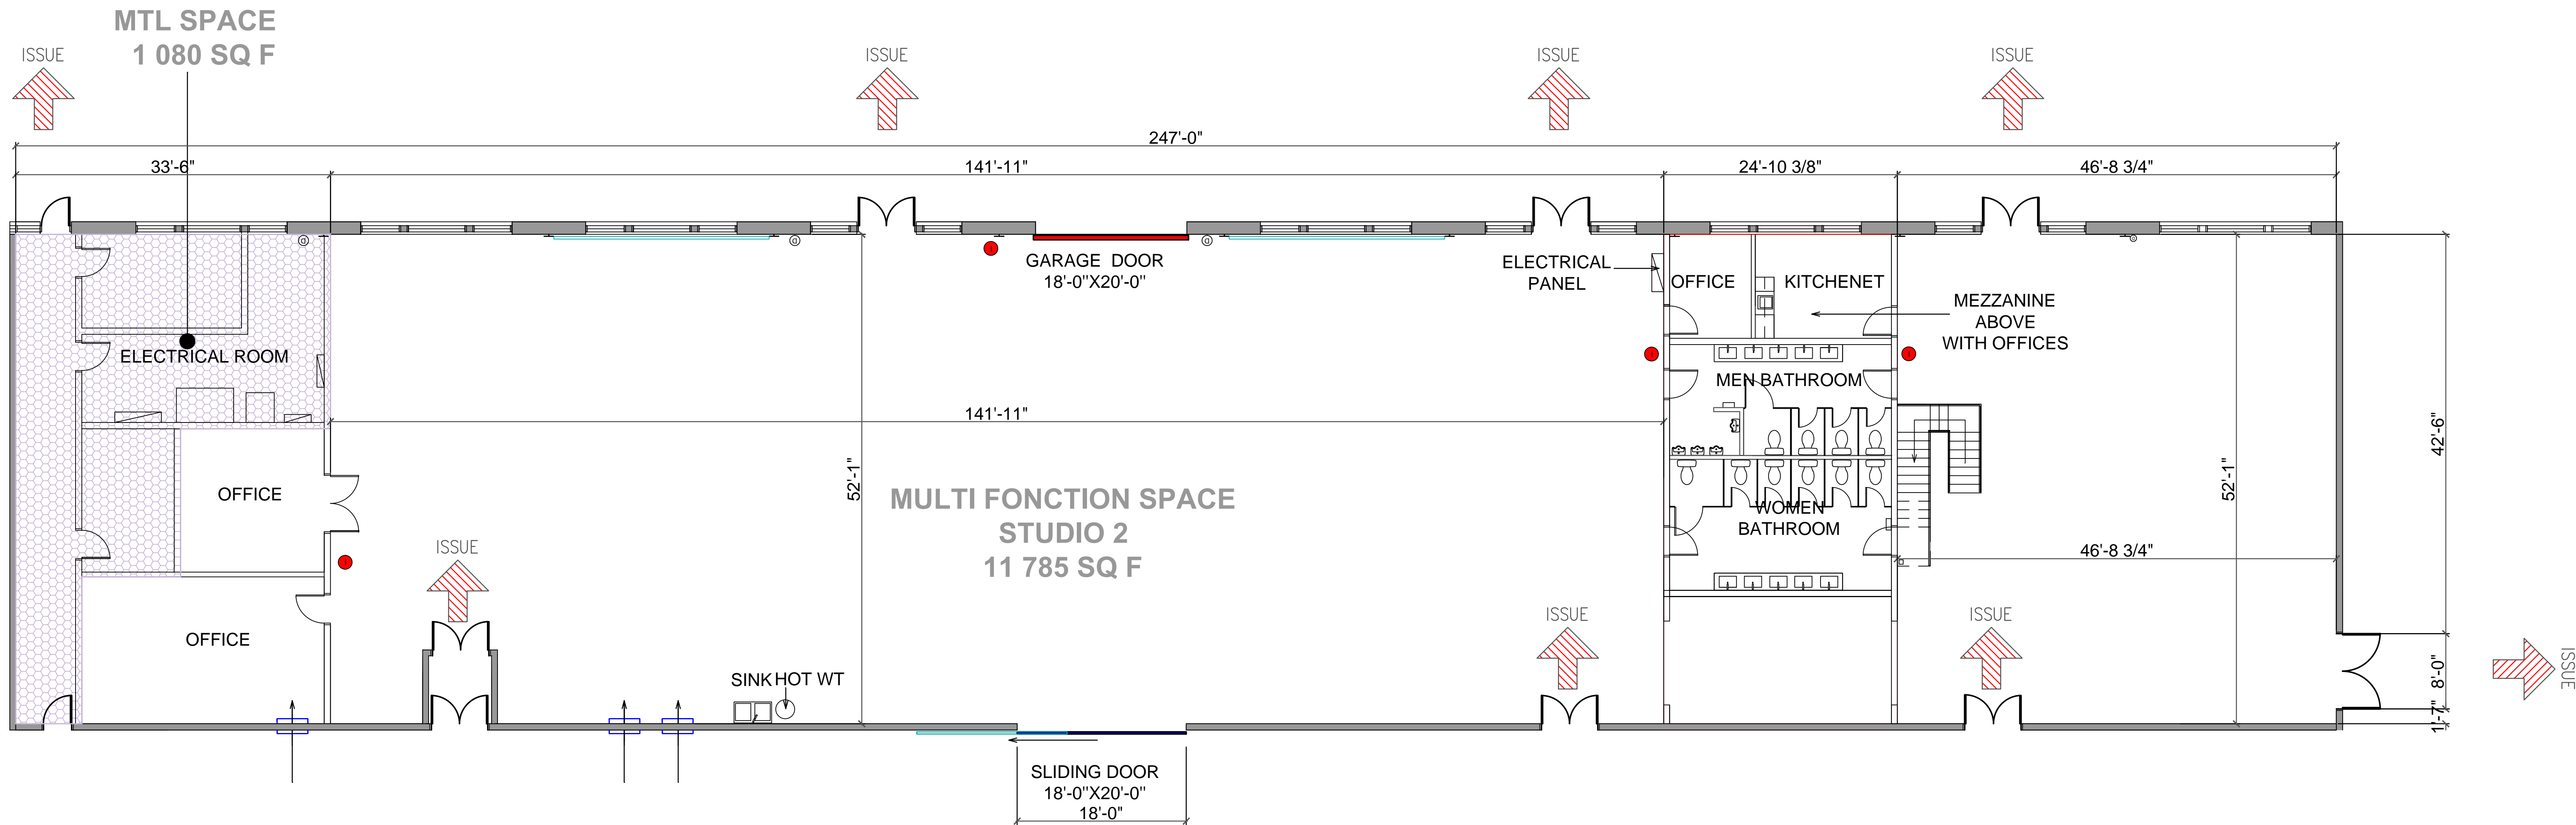 MTL SPACE
1 080 SQ F
ISSUE
ISSUE
ISSUE
ISSUE
247'-0"
33'-6"
141'-11"
24'-10 3/8"
46'-8 3/4"
GARAGE DOOR
18'-0"X20'-0"
ELECTRICAL
PANEL
OFFICE
KITCHENET
MEZZANINE
ABOVE
WITH OFFICES
ELECTRICAL ROOM
MEN BATHROOM
141'-11"
42'-6"
52'-1"
52'-1"
OFFICE
MULTI FONCTION SPACE
STUDIO 2
11 785 SQ F
WOMEN
BATHROOM
46'-8 3/4"
ISSUE
ISSUE
ISSUE
OFFICE
ISSUE
8'-0"
1'-7"
SINK HOT WT
SLIDING DOOR
18'-0"X20'-0"
18'-0"